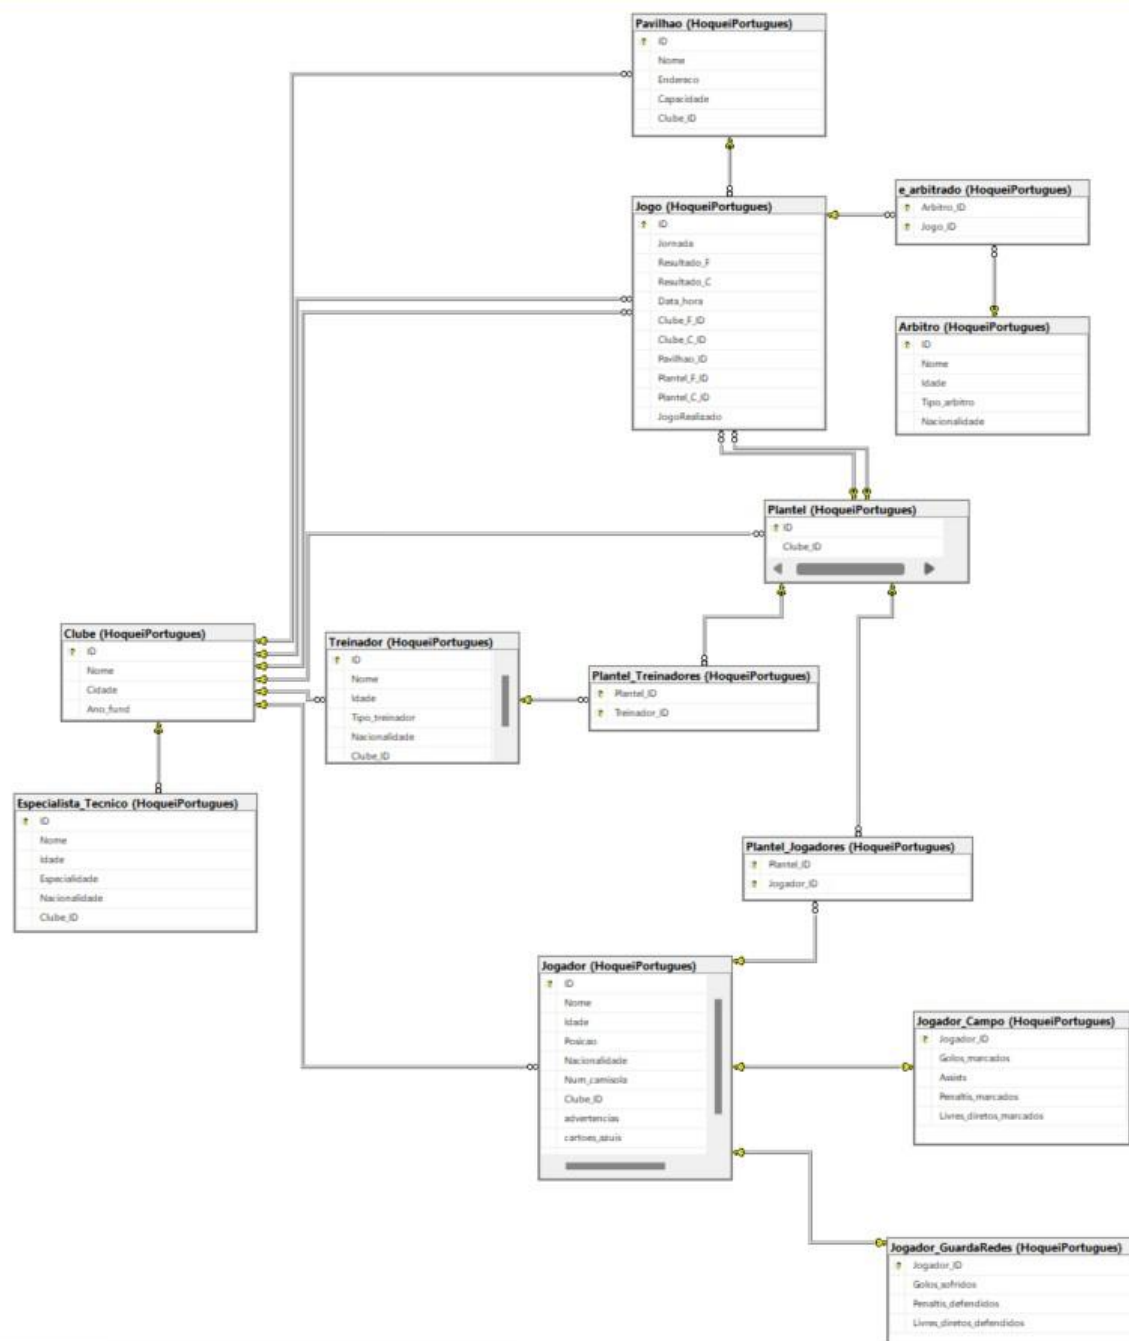 Pavilhao (HoqueiPortugues)
ID
Nome
Endereco
Capacidade
Clube_ID
e_arbitrado (HoqueiPortugues)
Arbitro_ID
Jogo_ID
Jogo (HoqueiPortugues)
ID
Jornada
Resultado_F
Resultado_C
Data_hora
Clube_F_ID
Clube_C_ID
Pavilhao_ID
Plantel_F_ID
Plantel_C_ID
JogoRealizado
Arbitro (HoqueiPortugues)
ID
Nome
Idade
Tipo_arbitro
Nacionalidade
Plantel (HoqueiPortugues)
ID
Clube_ID
Clube (HoqueiPortugues)
ID
Nome
Cidade
Ano_fund
Treinador (HoqueiPortugues)
ID
Nome
Idade
Tipo_treinador
Nacionalidade
Clube_ID
Plantel_Treinadores (HoqueiPortugues)
Plantel_ID
Treinador_ID
Especialista_Tecnico (HoqueiPortugues)
ID
Nome
Idade
Especialidade
Nacionalidade
Clube_ID
Plantel_Jogadores (HoqueiPortugues)
Plantel_ID
Jogador_ID
Jogador (HoqueiPortugues)
ID
Nome
Idade
Posicao
Nacionalidade
Num_camisola
Clube_ID
advertencias
cartoes_azuis
Jogador_Campo (HoqueiPortugues)
Jogador_ID
Golos_marcados
Assists
Penaltis_marcados
Livres_diretos_marcados
Jogador_GuardaRedes (HoqueiPortugues)
Jogador_ID
Golos_sofridos
Penaltis_defendidos
Livres_diretos_defendidos